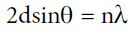 2dsinθ = nλ